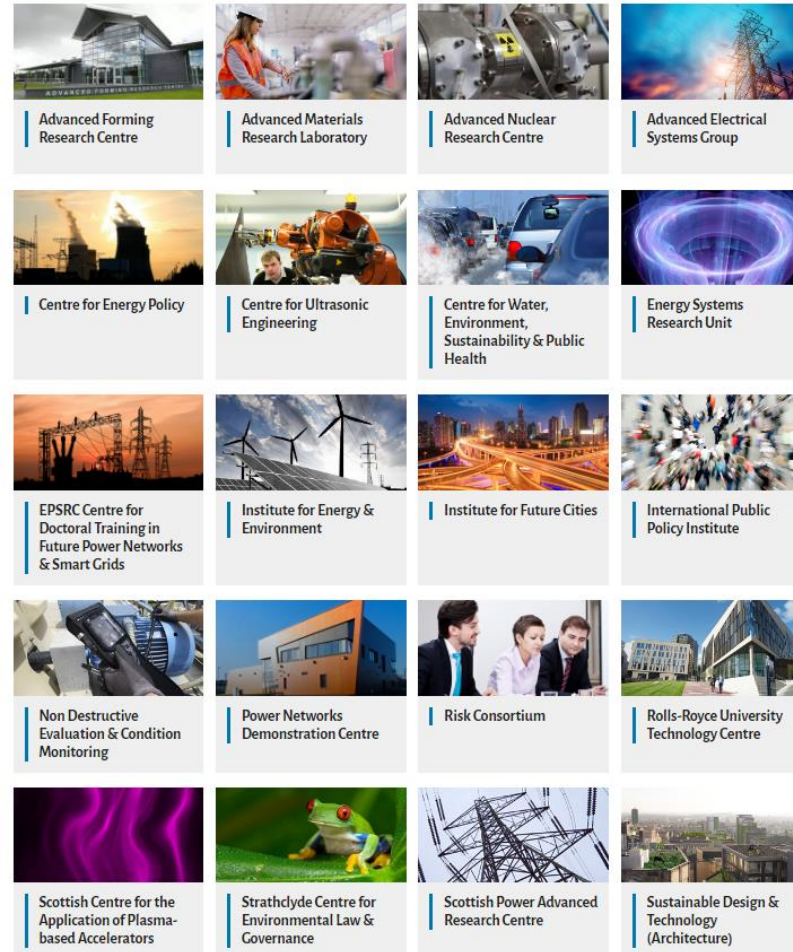 ADVANCED FORMING RESEARCH CENTRE
Advanced Forming
Research Centre
Advanced Materials
Research Laboratory
Advanced Nuclear
Research Centre
Advanced Electrical
Systems Group
Centre for Energy Policy
Centre for Ultrasonic
Engineering
Centre for Water,
Environment,
Sustainability & Public
Health
Energy Systems
Research Unit
EPSRC Centre for
Doctoral Training in
Future Power Networks
& Smart Grids
Institute for Energy &
Environment
Institute for Future Cities
International Public
Policy Institute
Non Destructive
Evaluation & Condition
Monitoring
Power Networks
Demonstration Centre
Risk Consortium
Rolls-Royce University
Technology Centre
Scottish Centre for the
Application of Plasma-
based Accelerators
Strathclyde Centre for
Environmental Law &
Governance
Scottish Power Advanced
Research Centre
Sustainable Design &
Technology
(Architecture)